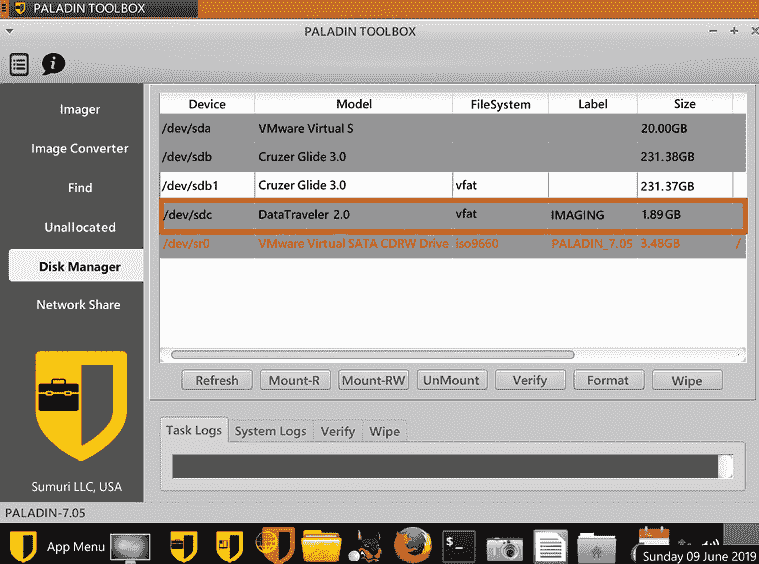 PALADIN TOOLBOX
PALADIN TOOLBOX
Imager
Image Converter
Find
Unallocated
Disk Manager
Network Share
Sumuri LLC, USA
Device Model FileSystem Label Size
/dev/sda VMware Virtual S 20.00GB
/dev/sdb Cruzer Glide 3.0 231.38GB
/dev/sdb1 Cruzer Glide 3.0 vfat 231.37GB
/dev/sdc DataTraveler 2.0 vfat IMAGING 1.89GB
/dev/sr0 VMware Virtual SATA CDRW Drive iso9660 PALADIN_7.05 3.48GB /
Refresh Mount-R Mount-RW UnMount Verify Format Wipe
Task Logs System Logs Verify Wipe
PALADIN-7.05
App Menu
Sunday 09 June 2019